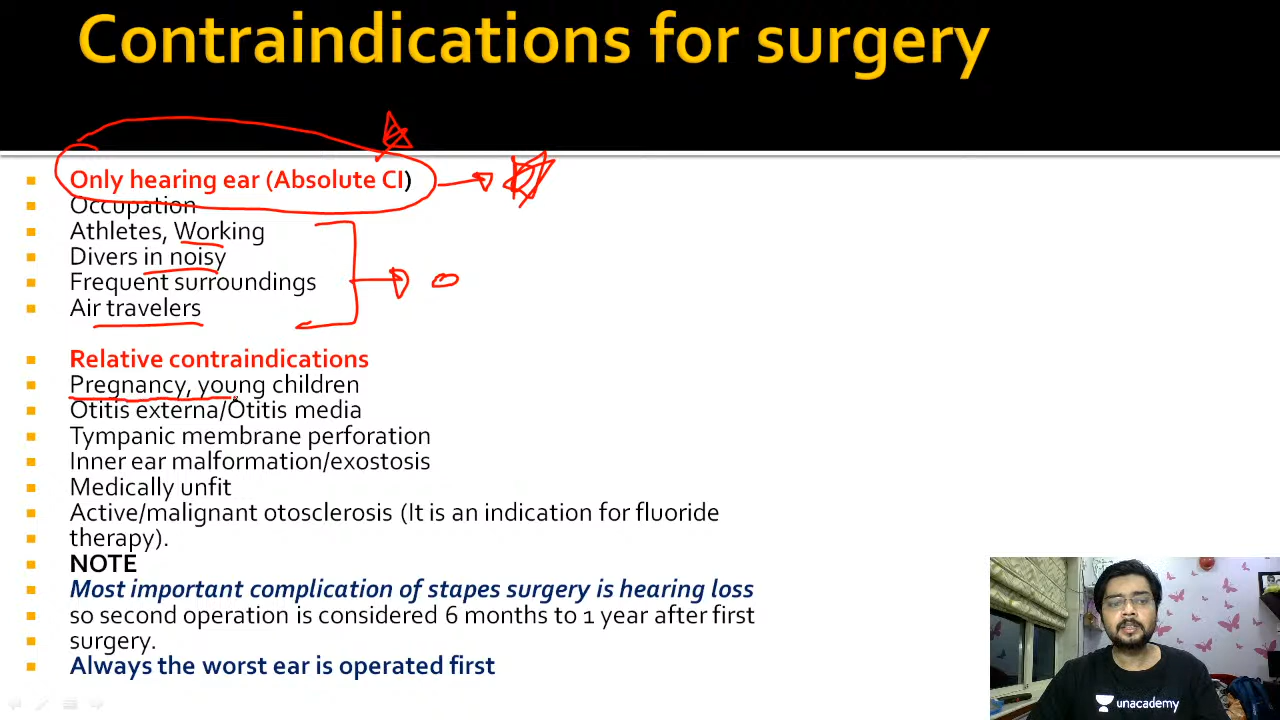 Contraindications for surgery
Only hearing ear (Absolute CI)
Occupation
Athletes, Working
Divers in noisy
Frequent surroundings
Air travelers
Relative contraindications
Pregnancy, young children
Otitis externa/Otitis media
Tympanic membrane perforation
Inner ear malformation/exostosis
Medically unfit
Active/malignant otosclerosis (It is an indication for fluoride
therapy).
NOTE
Most important complication of stapes surgery is hearing loss
so second operation is considered 6 months to 1 year after first
surgery.
Always the worst ear is operated first
unacademy